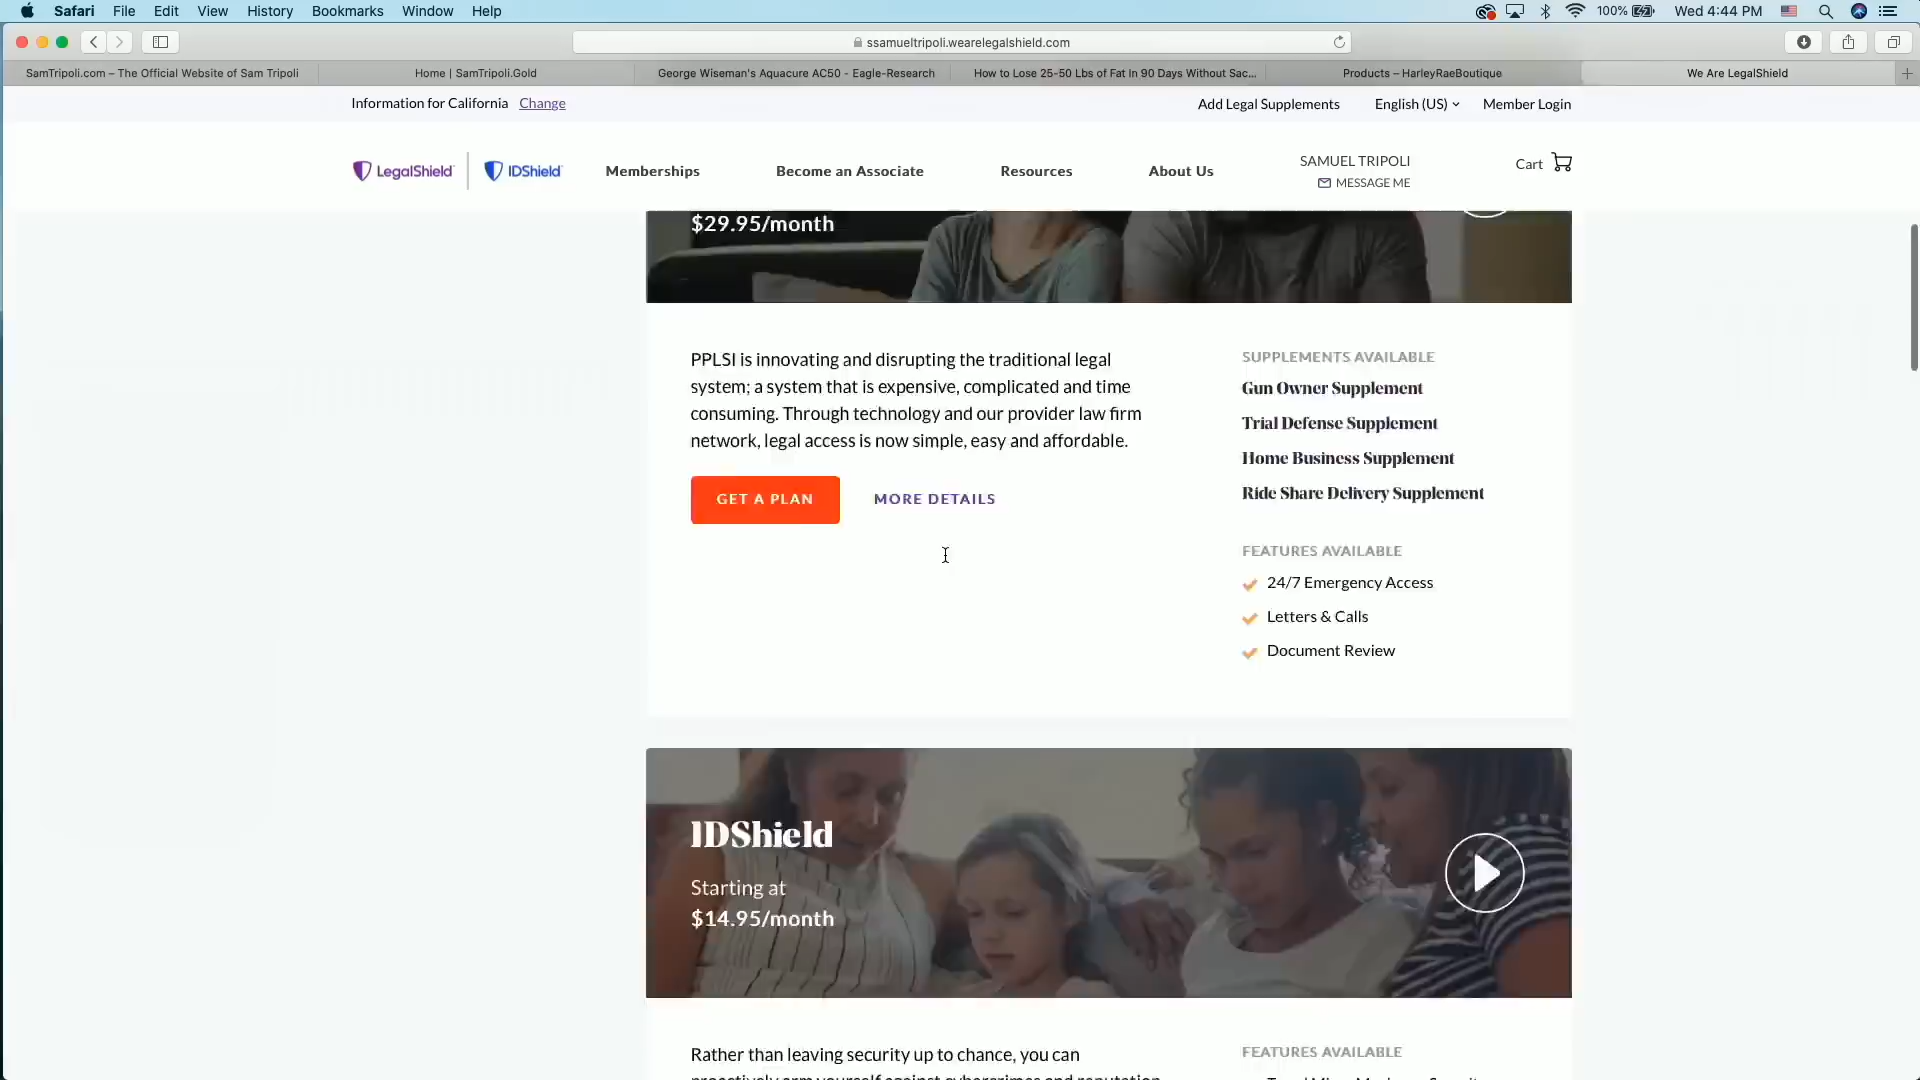 Safari File Edit View History Bookmarks Window Help 100% Wed 4:44 PM
ssamueltripoli.wearelegalshield.com
SamTripoli.com – The Official Website of Sam Tripoli
Home | SamTripoli.Gold
George Wiseman's Aquacure AC50 - Eagle-Research
How to Lose 25-50 Lbs of Fat In 90 Days Without Sac...
Products – HarleyRaeBoutique
We Are LegalShield
Information for California Change
Add Legal Supplements English (US) Member Login
LegalShield IDShield
Memberships Become an Associate Resources About Us
SAMUEL TRIPOLI
MESSAGE ME
Cart
$29.95/month
PPLSI is innovating and disrupting the traditional legal
system; a system that is expensive, complicated and time
consuming. Through technology and our provider law firm
network, legal access is now simple, easy and affordable.
GET A PLAN MORE DETAILS
SUPPLEMENTS AVAILABLE
Gun Owner Supplement
Trial Defense Supplement
Home Business Supplement
Ride Share Delivery Supplement
FEATURES AVAILABLE
24/7 Emergency Access
Letters & Calls
Document Review
IDShield
Starting at
$14.95/month
Rather than leaving security up to chance, you can
FEATURES AVAILABLE